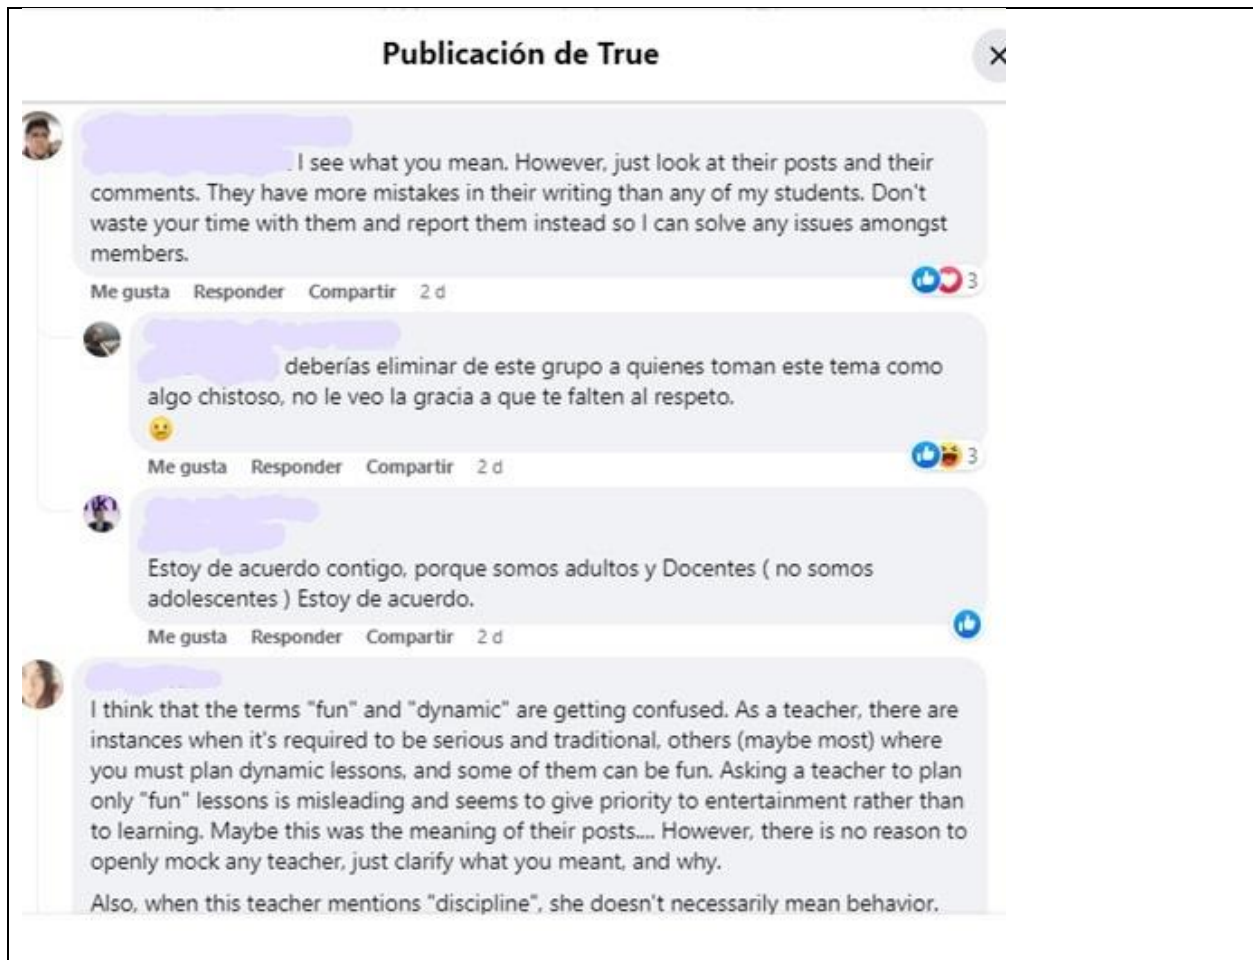 Publicación de True
I see what you mean. However, just look at their posts and their
comments. They have more mistakes in their writing than any of my students. Don't
waste your time with them and report them instead so I can solve any issues amongst
members.
3
Me gusta Responder Compartir 2 d
deberías eliminar de este grupo a quienes toman este tema como
algo chistoso, no le veo la gracia a que te falten al respeto.
3
Me gusta Responder Compartir 2 d
Estoy de acuerdo contigo, porque somos adultos y Docentes ( no somos
adolescentes ) Estoy de acuerdo.
Me gusta Responder Compartir 2 d
I think that the terms "fun" and "dynamic" are getting confused. As a teacher, there are
instances when it's required to be serious and traditional, others (maybe most) where
you must plan dynamic lessons, and some of them can be fun. Asking a teacher to plan
only "fun" lessons is misleading and seems to give priority to entertainment rather than
to learning. Maybe this was the meaning of their posts.... However, there is no reason to
openly mock any teacher, just clarify what you meant, and why.
Also, when this teacher mentions "discipline", she doesn't necessarily mean behavior.